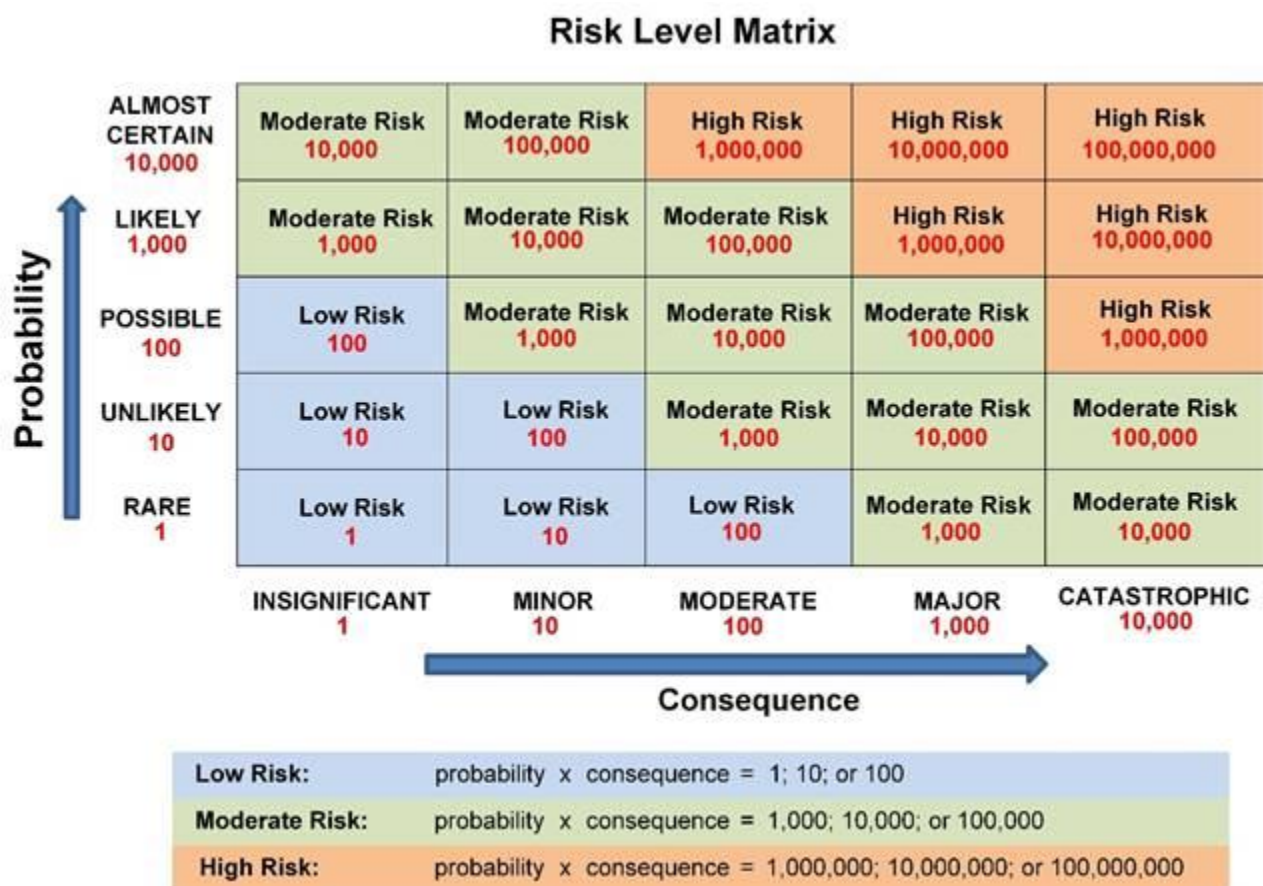 Risk Level Matrix
ALMOST
CERTAIN
10,000
Moderate Risk
10,000
Moderate Risk
100,000
High Risk
1,000,000
High Risk
10,000,000
High Risk
100,000,000
LIKELY
1,000
Moderate Risk
1,000
Moderate Risk
10,000
Moderate Risk
100,000
High Risk
1,000,000
High Risk
10,000,000
Probability
POSSIBLE
100
Low Risk
100
Moderate Risk
1,000
Moderate Risk
10,000
Moderate Risk
100,000
High Risk
1,000,000
UNLIKELY
10
Low Risk
10
Low Risk
100
Moderate Risk
1,000
Moderate Risk
10,000
Moderate Risk
100,000
RARE
1
Low Risk
1
Low Risk
10
Low Risk
100
Moderate Risk
1,000
Moderate Risk
10,000
INSIGNIFICANT
1
MINOR
10
MODERATE
100
MAJOR
1,000
CATASTROPHIC
10,000
Consequence
Low Risk: probability x consequence = 1; 10; or 100
Moderate Risk: probability x consequence = 1,000; 10,000; or 100,000
High Risk: probability x consequence = 1,000,000; 10,000,000; or 100,000,000